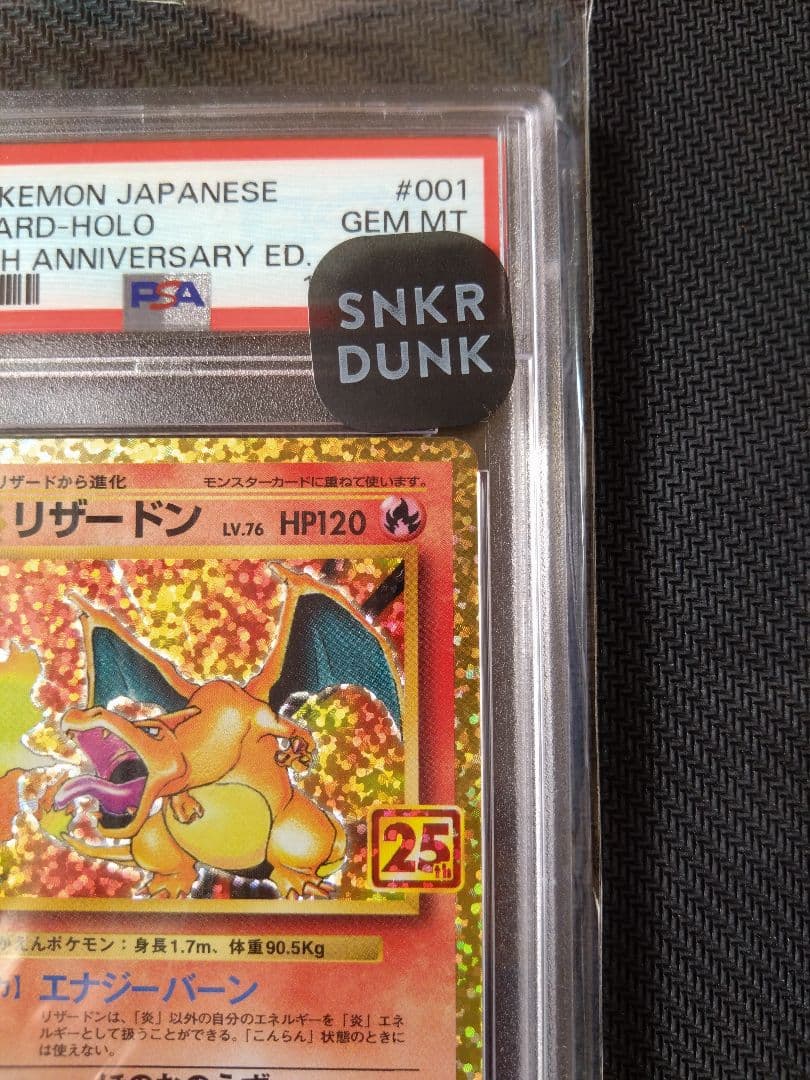 KEMON JAPANESE #001
ARD-HOLO GEM MT
H ANNIVERSARY ED.
PSA
SNKR
DUNK
リザードから進化 モンスターカードに重ねて使います。
リザードン LV.76 HP120
25th
かえんポケモン：身長1.7m、体重90.5Kg
エナジーバーン
リザードンは、「炎」以外の自分のエネルギーを「炎」エネ
ルギーとして扱うことができる。「こんらん」状態のときに
は使えない。